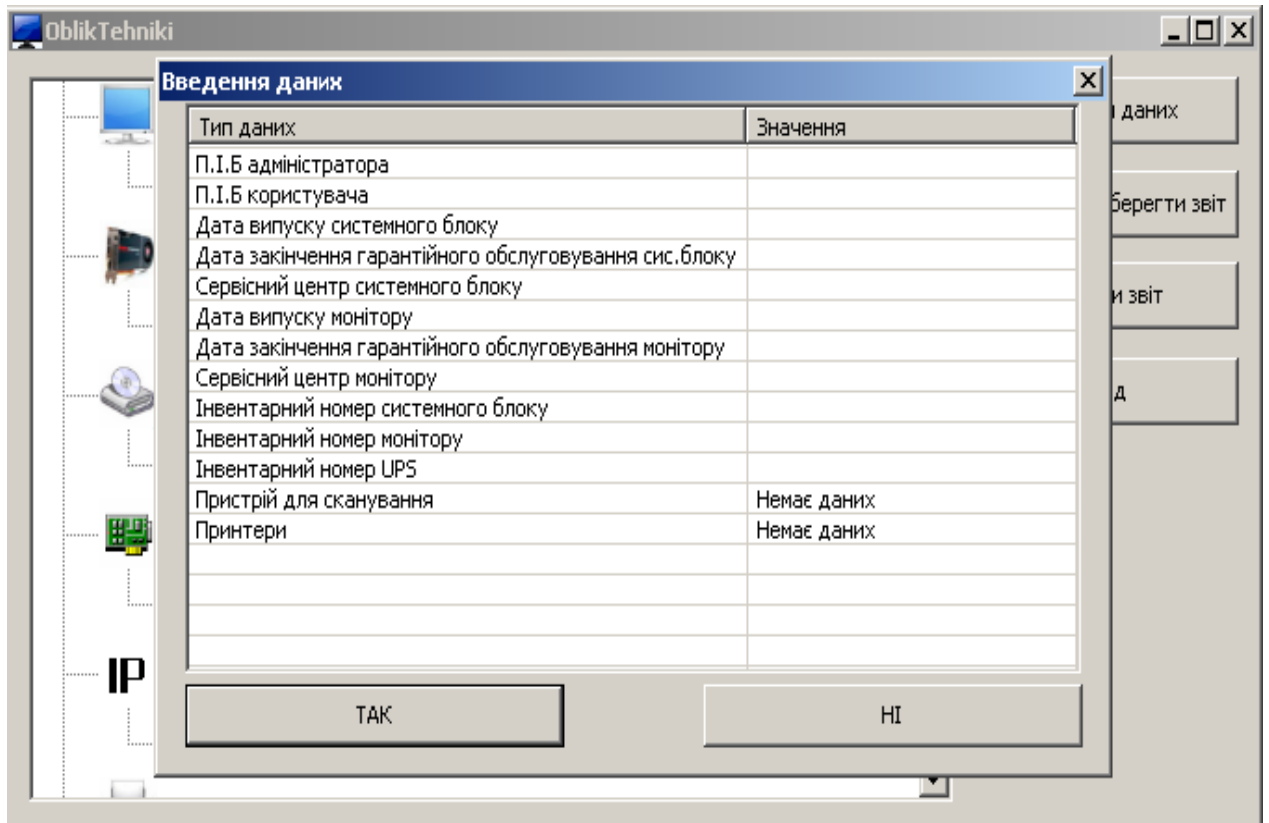 OblikTehniki
Введення даних
Тип даних
Значення
П.І.Б адміністратора
П.І.Б користувача
Дата випуску системного блоку
Дата закінчення гарантійного обслуговування сис.блоку
Сервісний центр системного блоку
Дата випуску монітору
Дата закінчення гарантійного обслуговування монітору
Сервісний центр монітору
Інвентарний номер системного блоку
Інвентарний номер монітору
Інвентарний номер UPS
Пристрій для сканування
Немає даних
Принтери
Немає даних
ТАК
НІ
даних
берегти звіт
и звіт
д
IP